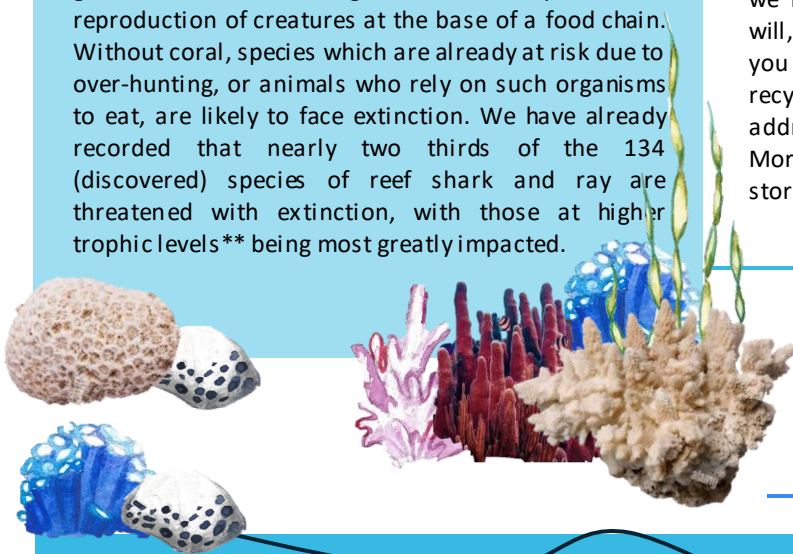 reproduction of creatures at the base of a food chain.
Without coral, species which are already at risk due to
over-hunting, or animals who rely on such organisms
to eat, are likely to face extinction. We have already
recorded that nearly two thirds of the 134
(discovered) species of reef shark and ray are
threatened with extinction, with those at higher
trophic levels** being most greatly impacted.
will,
you
recy
addr
Mor
stor
alamy